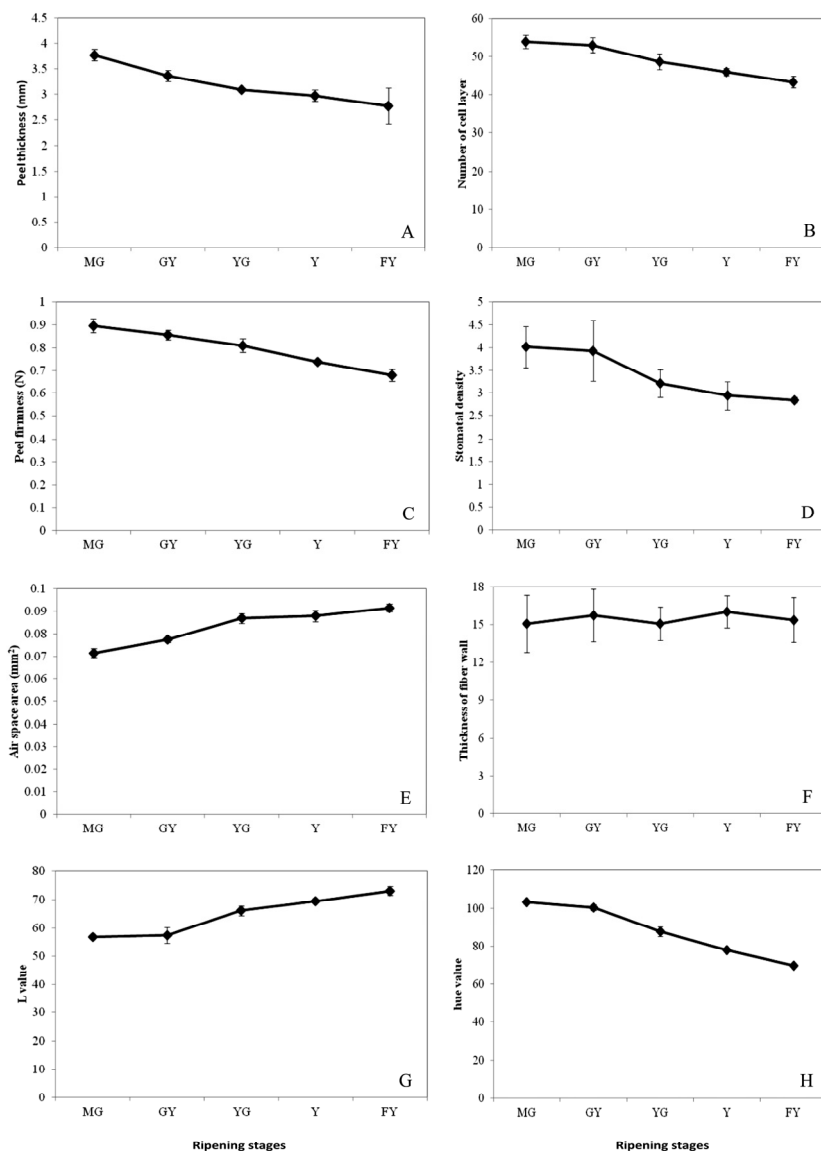 4.5
4
3.5
3
2.5
2
1.5
1
0.5
0
Peel thickness (mm)
A
MG GY YG Y FY
60
50
40
30
20
10
0
Number of cell layer
B
MG GY YG Y FY
1
0.9
0.8
0.7
0.6
0.5
0.4
0.3
0.2
0.1
0
Peel firmness (N)
C
MG GY YG Y FY
5
4.5
4
3.5
3
2.5
2
1.5
1
0.5
0
Stomatal density
D
MG GY YG Y FY
0.1
0.09
0.08
0.07
0.06
0.05
0.04
0.03
0.02
0.01
0
Air space area (mm²)
E
MG GY YG Y FY
18
15
12
9
6
3
0
Thickness of fiber wall
F
MG GY YG Y FY
80
70
60
50
40
30
20
10
0
L value
G
MG GY YG Y FY
Ripening stages
120
100
80
60
40
20
0
hue value
H
MG GY YG Y FY
Ripening stages